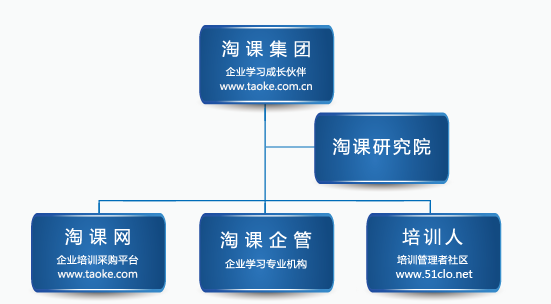 淘课集团
企业学习成长伙伴
www.taoke.com.cn
淘课研究院
淘课网
企业培训采购平台
www.taoke.com
淘课企管
企业学习专业机构
培训人
培训管理者社区
www.51clo.net